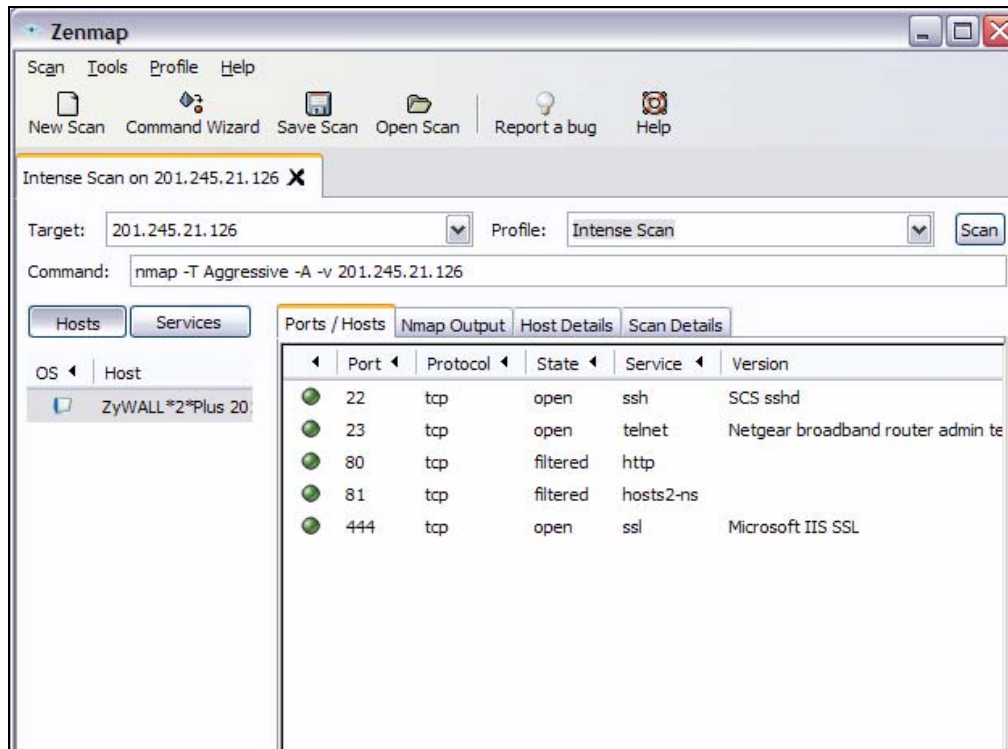 Zenmap
Scan Tools Profile Help
New Scan Command Wizard Save Scan Open Scan Report a bug Help
Intense Scan on 201.245.21.126
Target: 201.245.21.126 Profile: Intense Scan Scan
Command: nmap -T Aggressive -A -v 201.245.21.126
Hosts Services Ports / Hosts Nmap Output Host Details Scan Details
OS Host Port Protocol State Service Version
ZyWALL*2*Plus 20
22 tcp open ssh SCS sshd
23 tcp open telnet Netgear broadband router admin te
80 tcp filtered http
81 tcp filtered hosts2-ns
444 tcp open ssl Microsoft IIS SSL